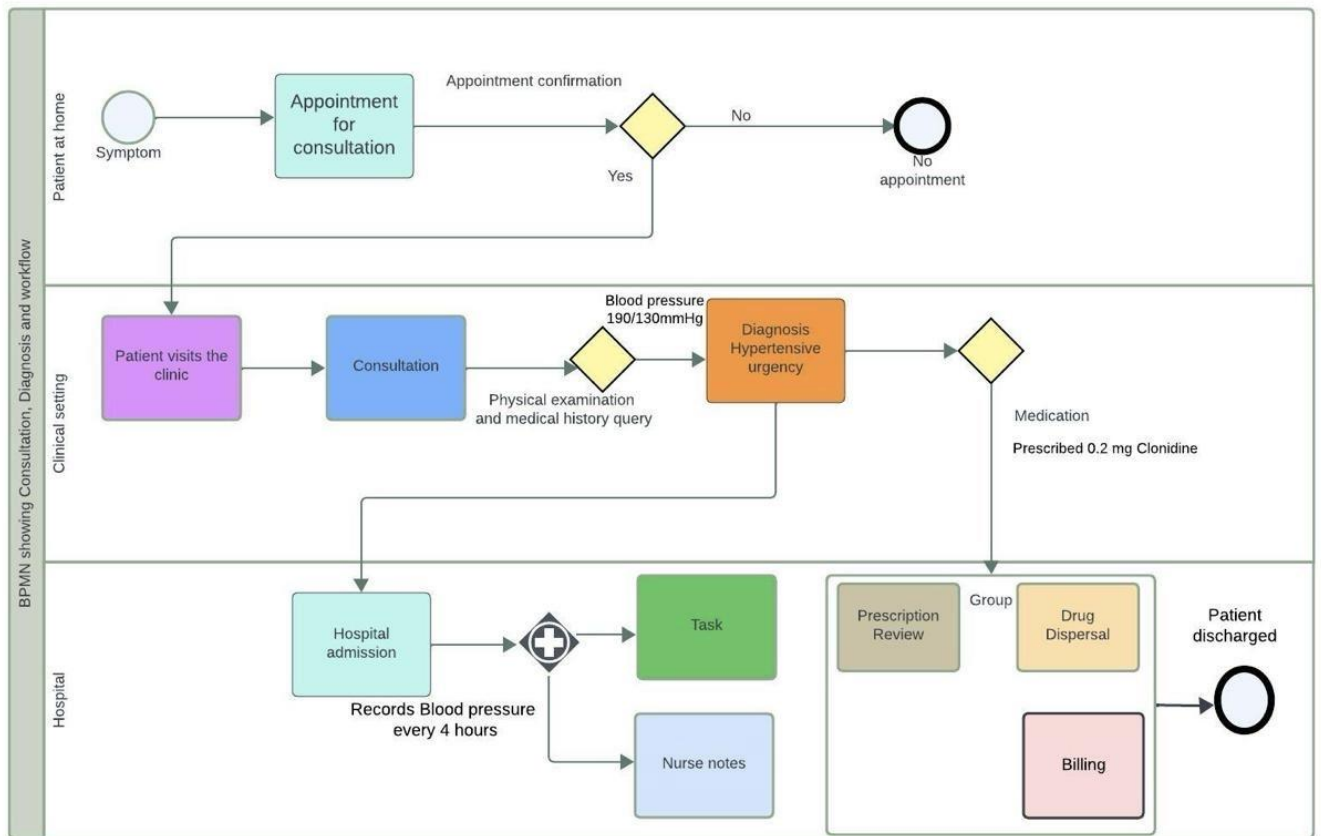 BPMN showing Consultation, Diagnosis and workflow
Patient at home
Symptom
Appointment
for
consultation
Appointment confirmation
No
Yes
No
appointment
Clinical setting
Patient visits the
clinic
Consultation
Physical examination
and medical history query
Blood pressure
190/130mmHg
Diagnosis
Hypertensive
urgency
Medication
Prescribed 0.2 mg Clonidine
Hospital
Hospital
admission
Records Blood pressure
every 4 hours
Task
Nurse notes
Group
Prescription
Review
Drug
Dispersal
Billing
Patient
discharged